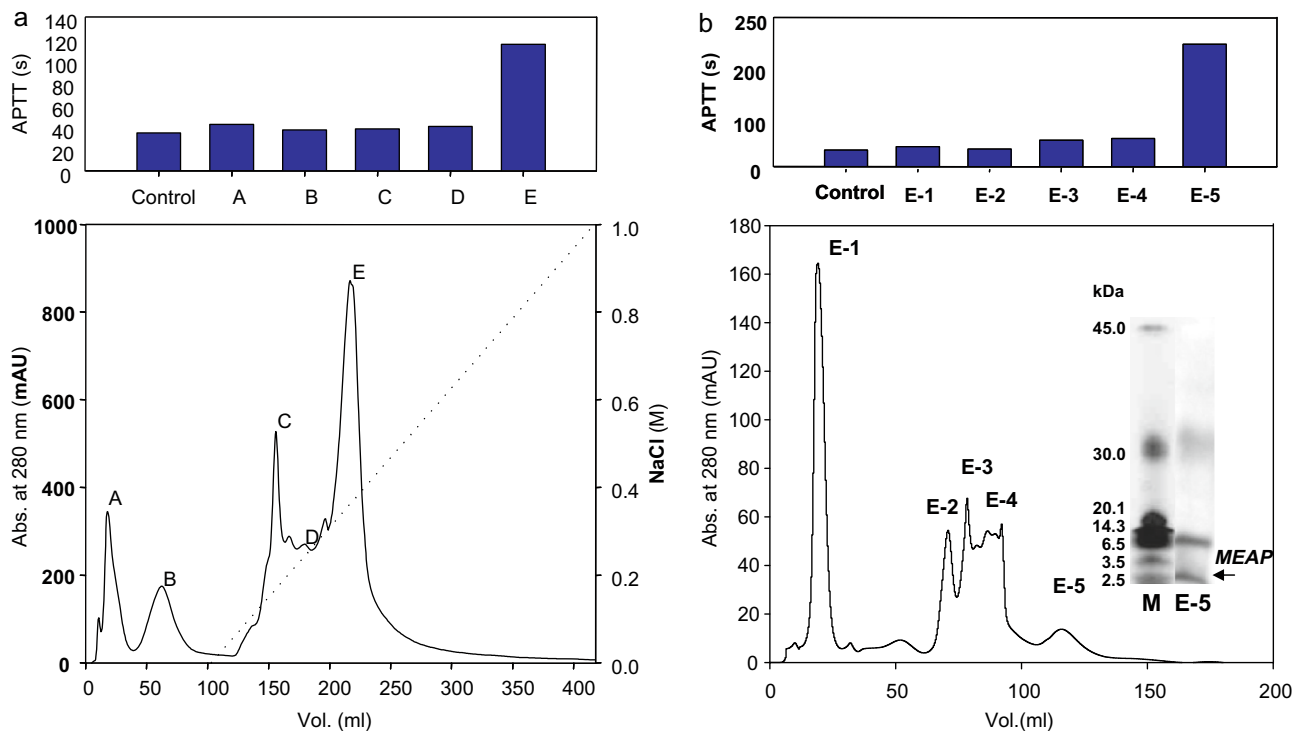 a
140
120
100
80
60
40
20
0
APTT (s)
Control A B C D E
1000
800
600
400
200
0
Abs. at 280 nm (mAU)
A
B
C
D
E
1.0
0.8
0.6
0.4
0.2
0.0
NaCl (M)
0 50 100 150 200 250 300 350 400
Vol. (ml)
b
250
200
100
0
APTT (s)
Control E-1 E-2 E-3 E-4 E-5
180
160
140
120
100
80
60
40
20
0
Abs. at 280 nm (mAU)
E-1
E-2
E-3
E-4
E-5
kDa
45.0
30.0
20.1
14.3
6.5
3.5
2.5
MEAP
M E-5
0 50 100 150 200
Vol.(ml)